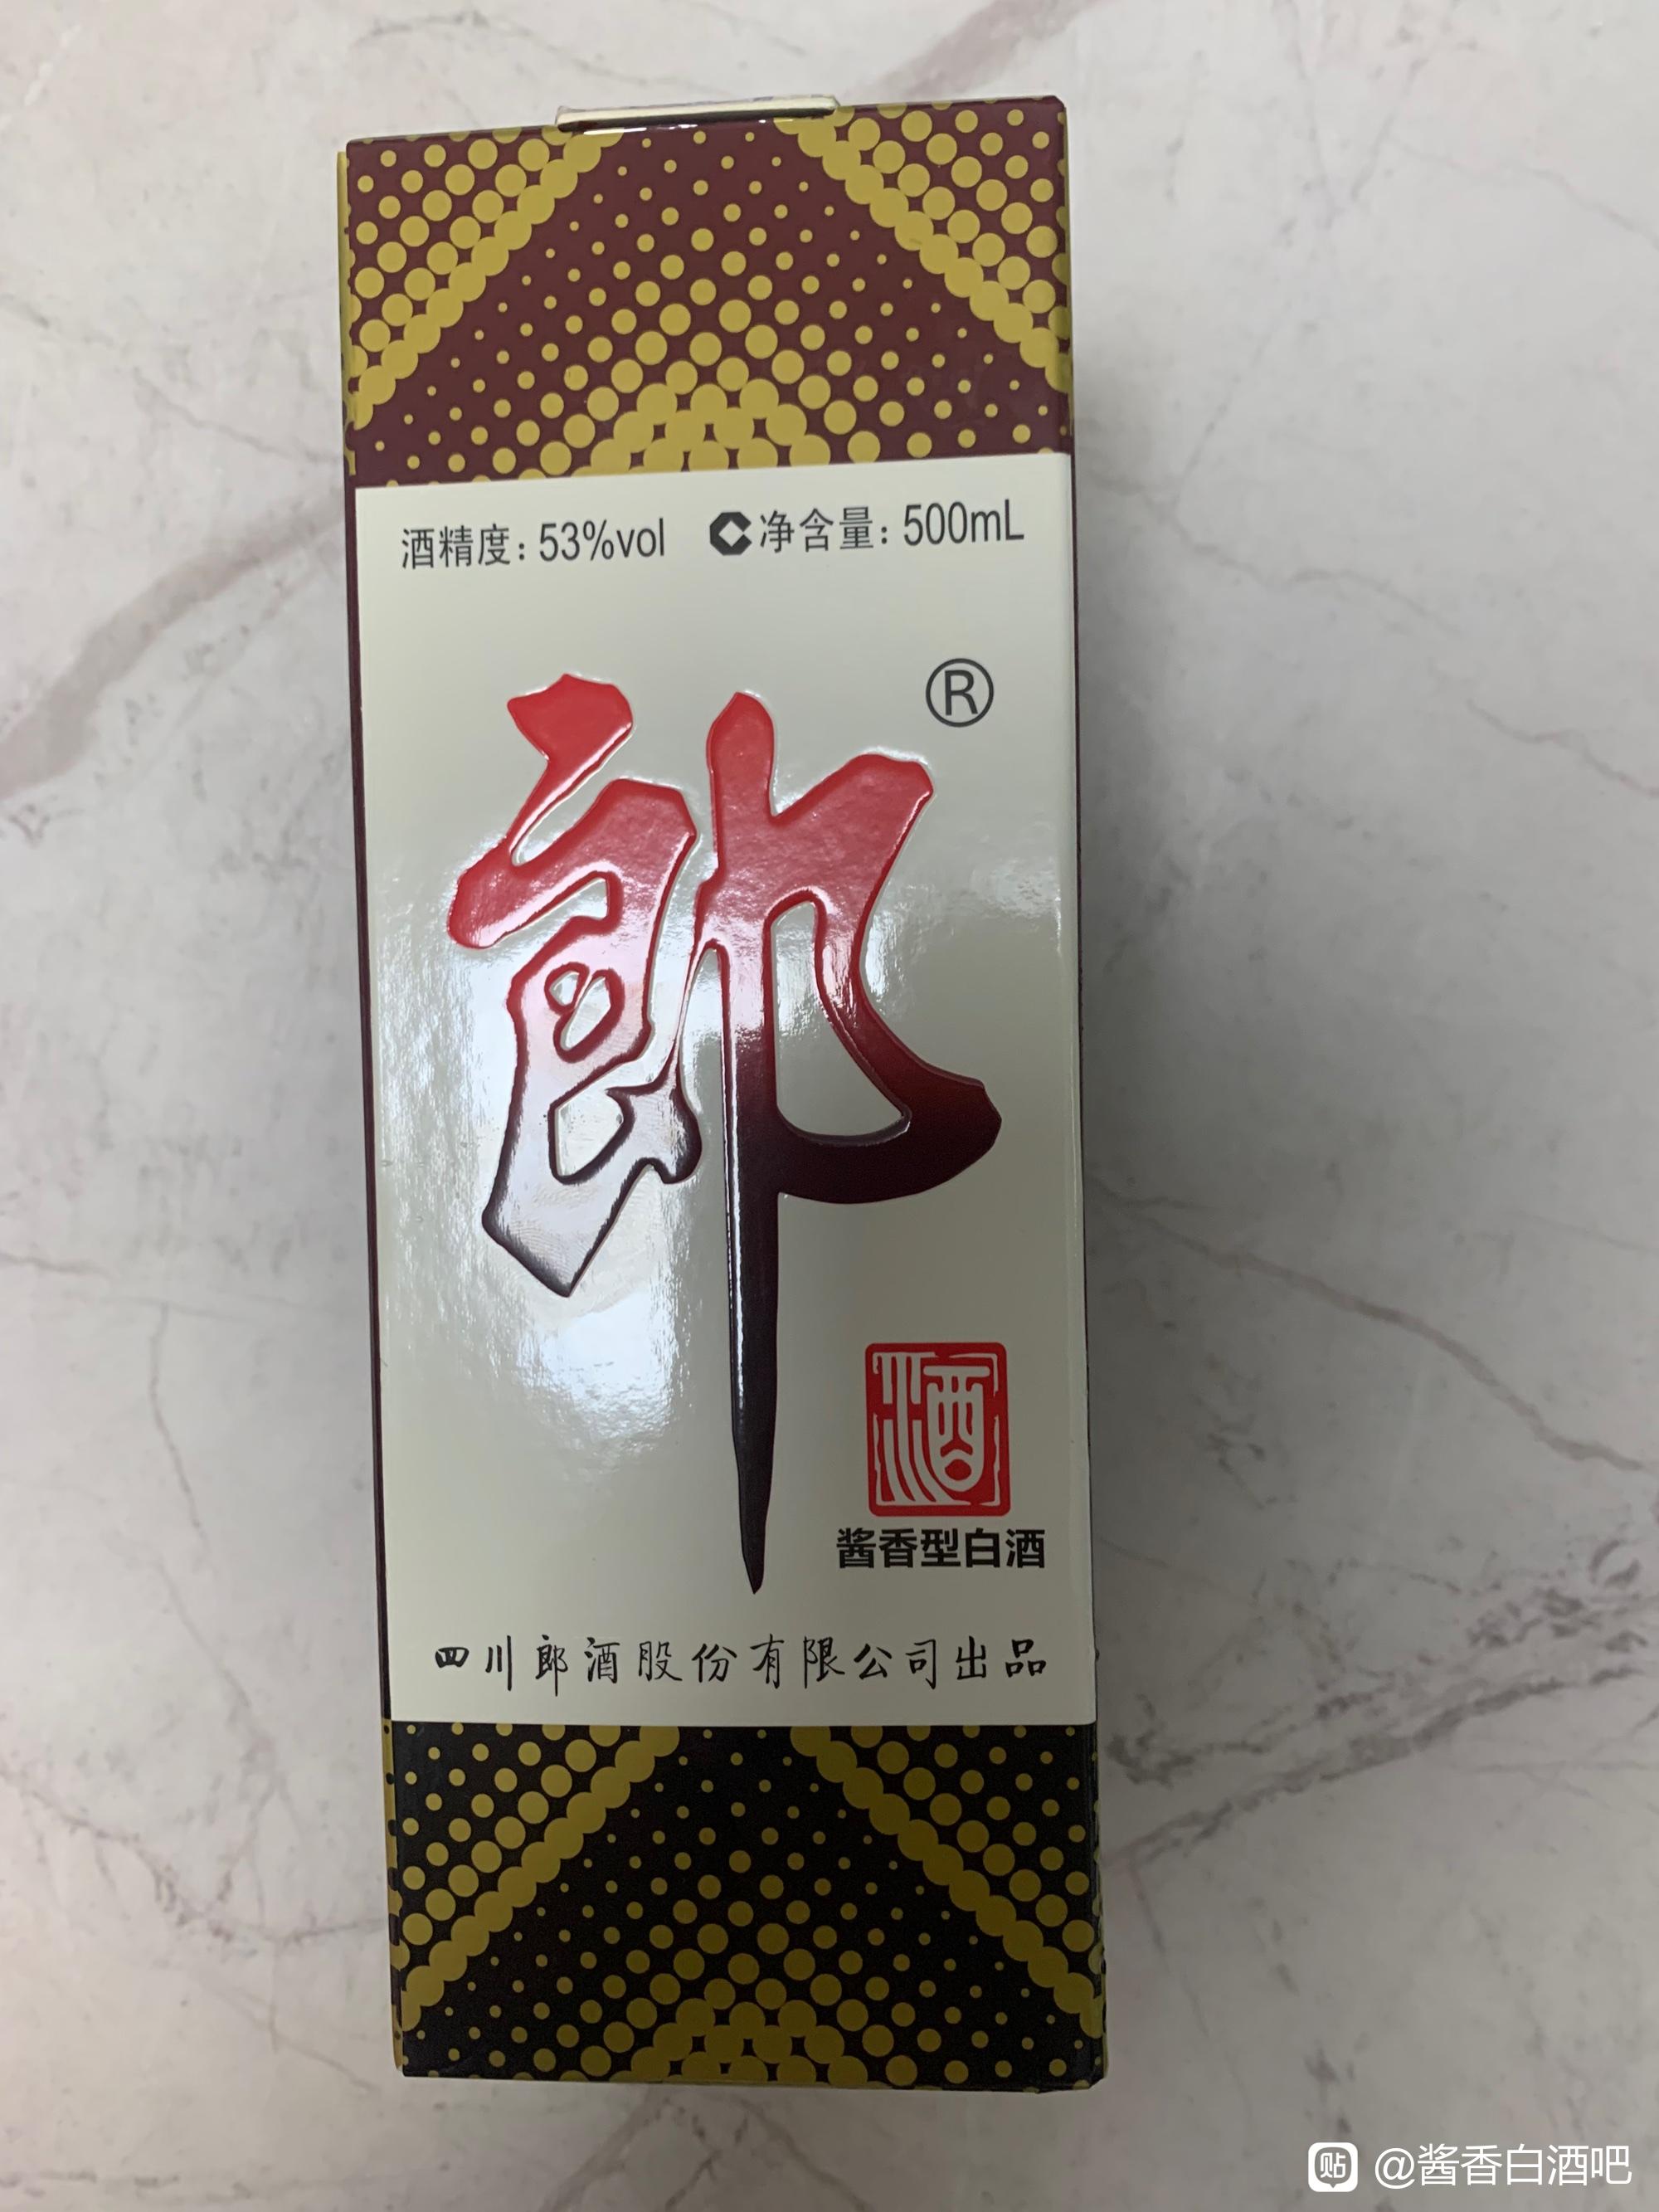 酒精度：53%vol 净含量：500mL
郎®
酒
酱香型白酒
四川郎酒股份有限公司出品
贴 @酱香白酒吧